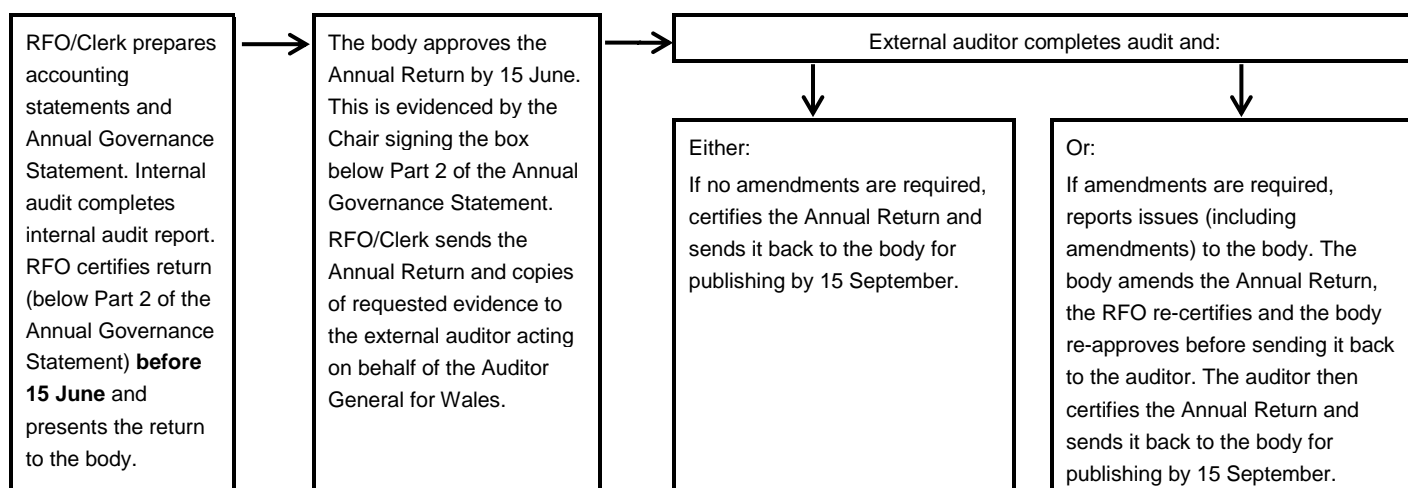 RFO/Clerk prepares
accounting
statements and
Annual Governance
Statement. Internal
audit completes
internal audit report.
RFO certifies return
(below Part 2 of the
Annual Governance
Statement) before
15 June and
presents the return
to the body.
The body approves the
Annual Return by 15 June.
This is evidenced by the
Chair signing the box
below Part 2 of the Annual
Governance Statement.
RFO/Clerk sends the
Annual Return and copies
of requested evidence to
the external auditor acting
on behalf of the Auditor
General for Wales.
External auditor completes audit and:
Either:
If no amendments are required,
certifies the Annual Return and
sends it back to the body for
publishing by 15 September.
Or:
If amendments are required,
reports issues (including
amendments) to the body. The
body amends the Annual Return,
the RFO re-certifies and the body
re-approves before sending it back
to the auditor. The auditor then
certifies the Annual Return and
sends it back to the body for
publishing by 15 September.